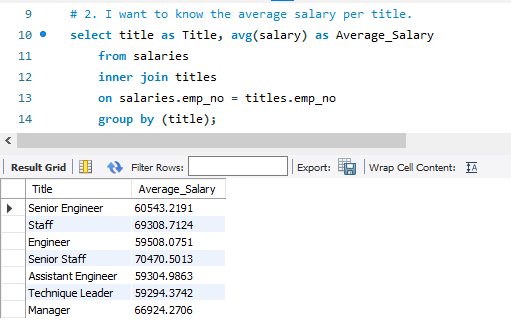 9 # 2. I want to know the average salary per title.
10 select title as Title, avg(salary) as Average_Salary
11 from salaries
12 inner join titles
13 on salaries.emp_no = titles.emp_no
14 group by (title);
Result Grid Filter Rows: Export: Wrap Cell Content: IA
Title Average_Salary
Senior Engineer 60543.2191
Staff 69308.7124
Engineer 59508.0751
Senior Staff 70470.5013
Assistant Engineer 59304.9863
Technique Leader 59294.3742
Manager 66924.2706